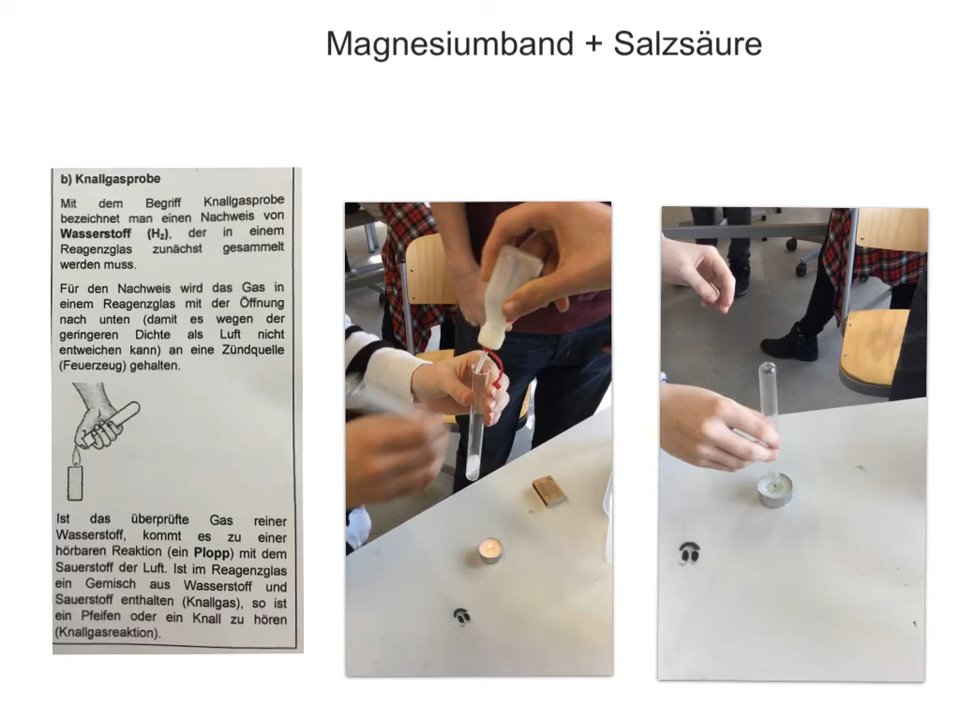 Magnesiumband + Salzsäure
b) Knallgasprobe
Mit dem Begriff Knallgasprobe
bezeichnet man einen Nachweis von
Wasserstoff (H₂), der in einem
Reagenzglas zunächst gesammelt
werden muss.
Für den Nachweis wird das Gas in
einem Reagenzglas mit der Öffnung
nach unten (damit es wegen der
geringeren Dichte als Luft nicht
entweichen kann) an eine Zündquelle
(Feuerzeug) gehalten.
Ist das überprüfte Gas reiner
Wasserstoff, kommt es zu einer
hörbaren Reaktion (ein Plopp) mit dem
Sauerstoff der Luft. Ist im Reagenzglas
ein Gemisch aus Wasserstoff und
Sauerstoff enthalten (Knallgas), so ist
ein Pfeifen oder ein Knall zu hören
(Knallgasreaktion).